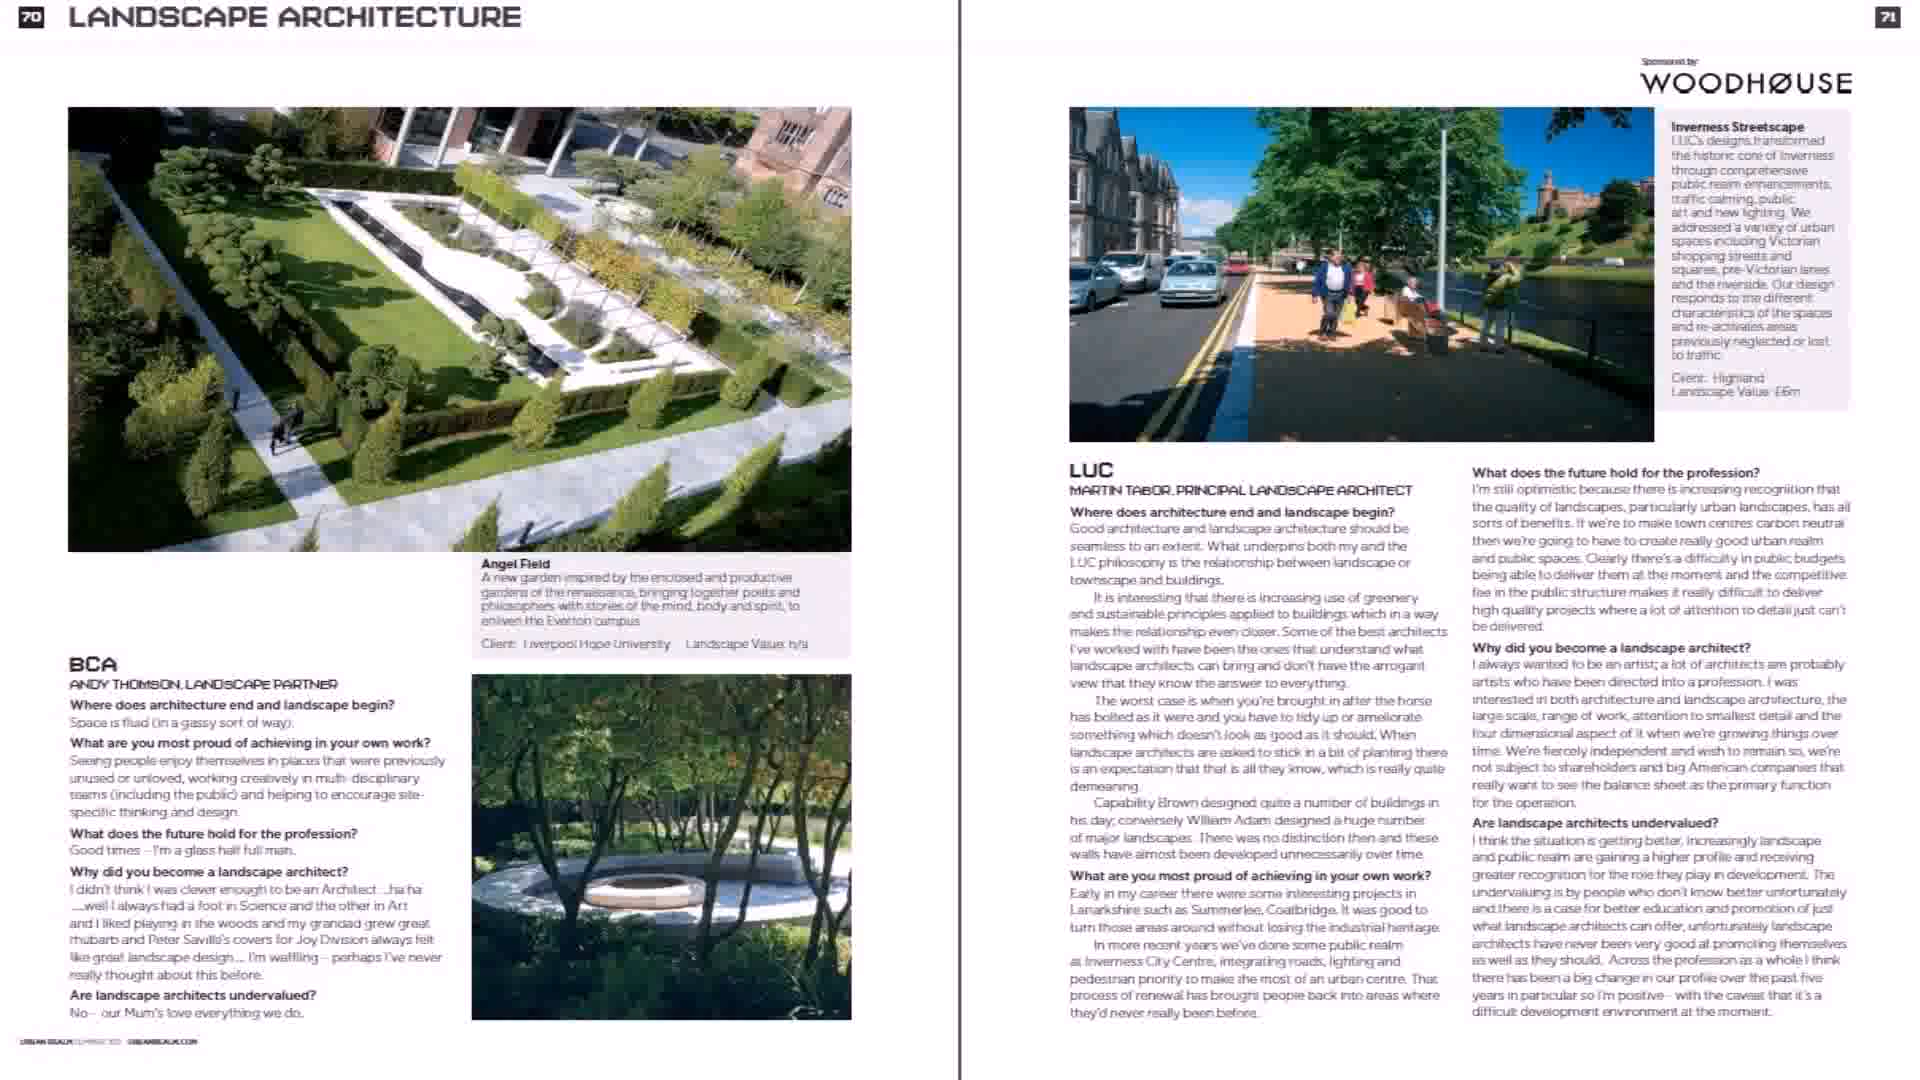 70 LANDSCAPE ARCHITECTURE
Angel Field
A new garden inspired by the enclosed and productive
gardens of the renaissance, bringing together poets and
philosophers with stories of the mind, body and spirit, to
enliven the Everton campus
Client: Liverpool Hope University Landscape Value: n/a
BCA
ANDY THOMSON, LANDSCAPE PARTNER
Where does architecture end and landscape begin?
Space is fluid (in a gassy sort of way).
What are you most proud of achieving in your own work?
Seeing people enjoy themselves in places that were previously
unused or unloved, working creatively in multi-disciplinary
teams (including the public) and helping to encourage site-
specific thinking and design.
What does the future hold for the profession?
Good times – I'm a glass half full man.
Why did you become a landscape architect?
I didn't think I was clever enough to be an Architect ...ha ha
....well I always had a foot in Science and the other in Art
and I liked playing in the woods and my grandad grew great
rhubarb and Peter Saville's covers for Joy Division always felt
like great landscape design.... I'm waffling – perhaps I've never
really thought about this before.
Are landscape architects undervalued?
No – our Mum's love everything we do.
URBAN REALM URBANREALM.COM
71
Sponsored by
WOODHØUSE
Inverness Streetscape
LUC's designs transformed
the historic core of Inverness
through comprehensive
public realm enhancements,
traffic calming, public
art and new lighting. We
addressed a variety of urban
spaces including Victorian
shopping streets and
squares, pre-Victorian lanes
and the riverside. Our design
responds to the different
characteristics of the spaces
and re-activates areas
previously neglected or lost
to traffic.
Client: Highland
Landscape Value: £6m
LUC
MARTIN TABOR, PRINCIPAL LANDSCAPE ARCHITECT
Where does architecture end and landscape begin?
Good architecture and landscape architecture should be
seamless to an extent. What underpins both my and the
LUC philosophy is the relationship between landscape or
townscape and buildings.
It is interesting that there is increasing use of greenery
and sustainable principles applied to buildings which in a way
makes the relationship even closer. Some of the best architects
I've worked with have been the ones that understand what
landscape architects can bring and don't have the arrogant
view that they know the answer to everything.
The worst case is when you're brought in after the horse
has bolted as it were and you have to tidy up or ameliorate
something which doesn't look as good as it should. When
landscape architects are asked to stick in a bit of planting there
is an expectation that that is all they know, which is really quite
demeaning.
Capability Brown designed quite a number of buildings in
his day; conversely William Adam designed a huge number
of major landscapes. There was no distinction then and these
walls have almost been developed unnecessarily over time.
What are you most proud of achieving in your own work?
Early in my career there were some interesting projects in
Lanarkshire such as Summerlee, Coatbridge. It was good to
turn those areas around without losing the industrial heritage.
In more recent years we've done some public realm
as Inverness City Centre, integrating roads, lighting and
pedestrian priority to make the most of an urban centre. That
process of renewal has brought people back into areas where
they'd never really been before.
What does the future hold for the profession?
I'm still optimistic because there is increasing recognition that
the quality of landscapes, particularly urban landscapes, has all
sorts of benefits. If we're to make town centres carbon neutral
then we're going to have to create really good urban realm
and public spaces. Clearly there's a difficulty in public budgets
being able to deliver them at the moment and the competitive
fee in the public structure makes it really difficult to deliver
high quality projects where a lot of attention to detail just can't
be delivered.
Why did you become a landscape architect?
I always wanted to be an artist; a lot of architects are probably
artists who have been directed into a profession. I was
interested in both architecture and landscape architecture, the
large scale, range of work, attention to smallest detail and the
four dimensional aspect of it when we're growing things over
time. We're fiercely independent and wish to remain so, we're
not subject to shareholders and big American companies that
really want to see the balance sheet as the primary function
for the operation.
Are landscape architects undervalued?
I think the situation is getting better, increasingly landscape
and public realm are gaining a higher profile and receiving
greater recognition for the role they play in development. The
undervaluing is by people who don't know better unfortunately
and there is a case for better education and promotion of just
what landscape architects can offer, unfortunately landscape
architects have never been very good at promoting themselves
as well as they should. Across the profession as a whole I think
there has been a big change in our profile over the past five
years in particular so I'm positive – with the caveat that it's a
difficult development environment at the moment.